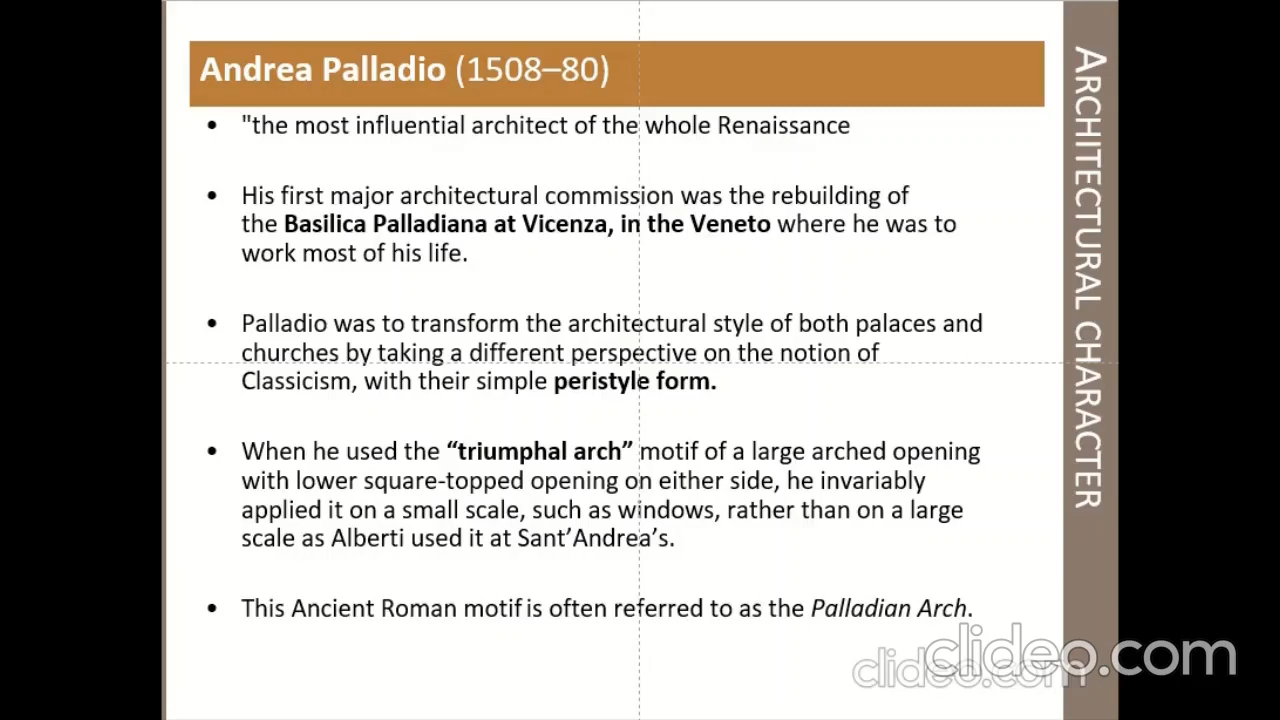 Andrea Palladio (1508–80)
• "the most influential architect of the whole Renaissance
• His first major architectural commission was the rebuilding of
the Basilica Palladiana at Vicenza, in the Veneto where he was to
work most of his life.
• Palladio was to transform the architectural style of both palaces and
churches by taking a different perspective on the notion of
Classicism, with their simple peristyle form.
• When he used the “triumphal arch” motif of a large arched opening
with lower square-topped opening on either side, he invariably
applied it on a small scale, such as windows, rather than on a large
scale as Alberti used it at Sant’Andrea’s.
• This Ancient Roman motif is often referred to as the Palladian Arch.
ARCHITECTURAL CHARACTER
clideo.com
clideo.com